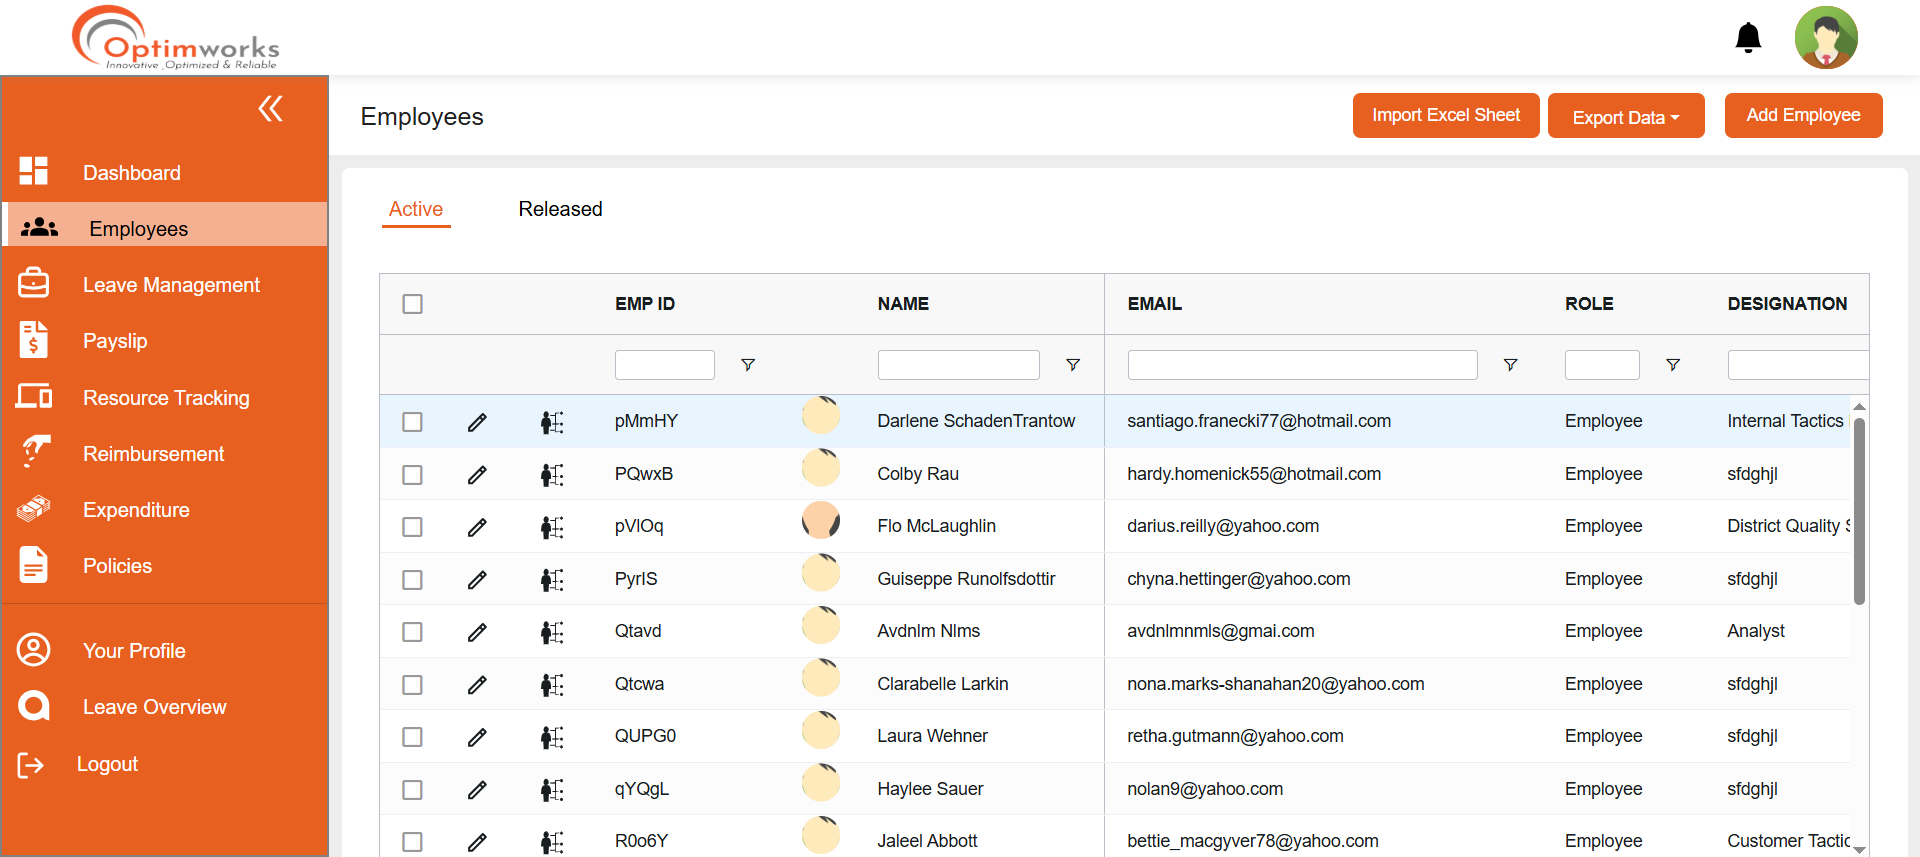 Optimworks
Innovative ,Optimized & Reliable
Employees
Import Excel Sheet
Export Data
Add Employee
Dashboard
Employees
Leave Management
Payslip
Resource Tracking
Reimbursement
Expenditure
Policies
Your Profile
Leave Overview
Logout
Active
Released
EMP ID NAME EMAIL ROLE DESIGNATION
pMmHY Darlene SchadenTrantow santiago.franecki77@hotmail.com Employee Internal Tactics
PQwxB Colby Rau hardy.homenick55@hotmail.com Employee sfdghjl
pVlOq Flo McLaughlin darius.reilly@yahoo.com Employee District Quality
PyrIS Guiseppe Runolfsdottir chyna.hettinger@yahoo.com Employee sfdghjl
Qtavd Avdnlm Nlms avdnlmnmls@gmai.com Employee Analyst
Qtcwa Clarabelle Larkin nona.marks-shanahan20@yahoo.com Employee sfdghjl
QUPG0 Laura Wehner retha.gutmann@yahoo.com Employee sfdghjl
qYQgL Haylee Sauer nolan9@yahoo.com Employee sfdghjl
R0o6Y Jaleel Abbott bettie_macgyver78@yahoo.com Employee Customer Tactic